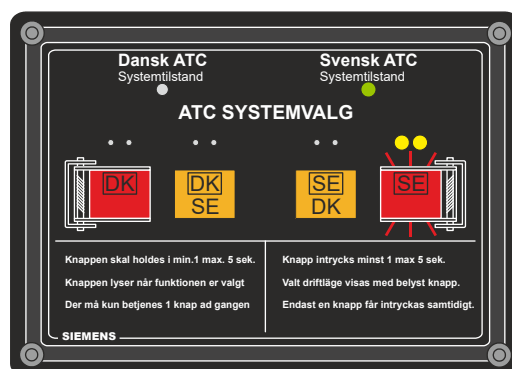 Dansk ATC
Systemtilstand
Svensk ATC
Systemtilstand
ATC SYSTEMVALG
DK
DK
SE
SE
DK
SE
Knappen skal holdes i min.1 max. 5 sek.
Knappen lyser når funktionen er valgt
Der må kun betjenes 1 knap ad gangen
Knapp intrycks minst 1 max 5 sek.
Valt driftläge visas med belyst knapp.
Endast en knapp får intryckas samtidigt.
SIEMENS